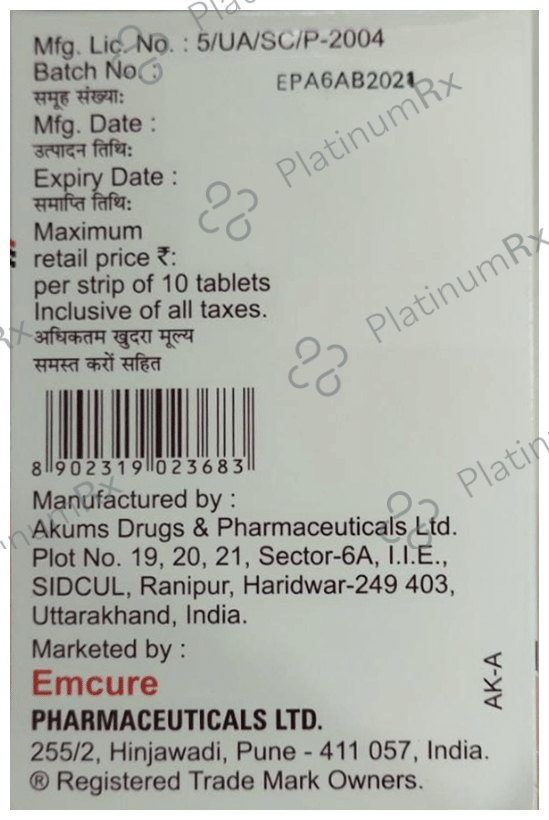 Mfg. Lic. No. : 5/UA/SC/P-2004
Batch No. : EPA6AB2021
समूह संख्याः
Mfg. Date :
उत्पादन तिथिः
Expiry Date :
समाप्ति तिथिः
Maximum
retail price ₹:
per strip of 10 tablets
Inclusive of all taxes.
अधिकतम खुदरा मूल्य
समस्त करों सहित
8 902319 023683
Manufactured by :
Akums Drugs & Pharmaceuticals Ltd.
Plot No. 19, 20, 21, Sector-6A, I.I.E.,
SIDCUL, Ranipur, Haridwar-249 403,
Uttarakhand, India.
Marketed by :
Emcure
PHARMACEUTICALS LTD.
255/2, Hinjawadi, Pune - 411 057, India.
® Registered Trade Mark Owners.
AK-A
PlatinumRx
PlatinumRx